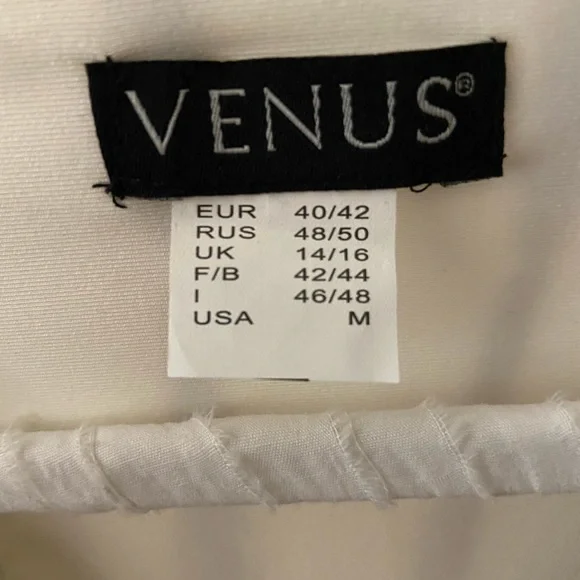 VENUS®
EUR 40/42
RUS 48/50
UK 14/16
F/B 42/44
I 46/48
USA M